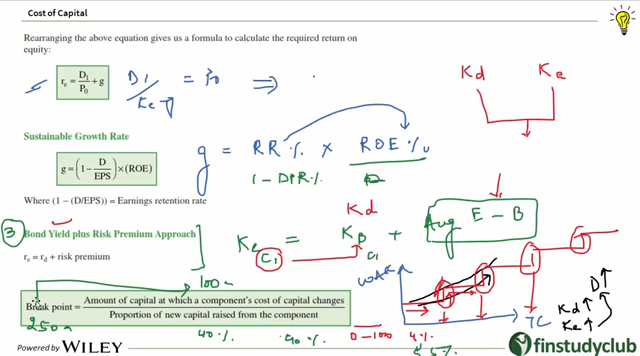 Cost of Capital
Rearranging the above equation gives us a formula to calculate the required return on
equity:
rₑ = D₁/P₀ + g
D1/Ke-g = P0 ⇒
Kd Ke
Sustainable Growth Rate
g = (1 − D/EPS) × (ROE)
g = RR % × ROE %
1 - DPR %
Where (1 − (D/EPS)) = Earnings retention rate
Kd
3 Bond Yield plus Risk Premium Approach
Ke = KB + Avg E - B
C1 C1
rₑ = r_d + risk premium
100
Break point = Amount of capital at which a component's cost of capital changes / Proportion of new capital raised from the component
WACC
TC
D↑
Kd↑
Ke↑
250
40 %
0-100 4 %
Powered by WILEY
finstudyclub